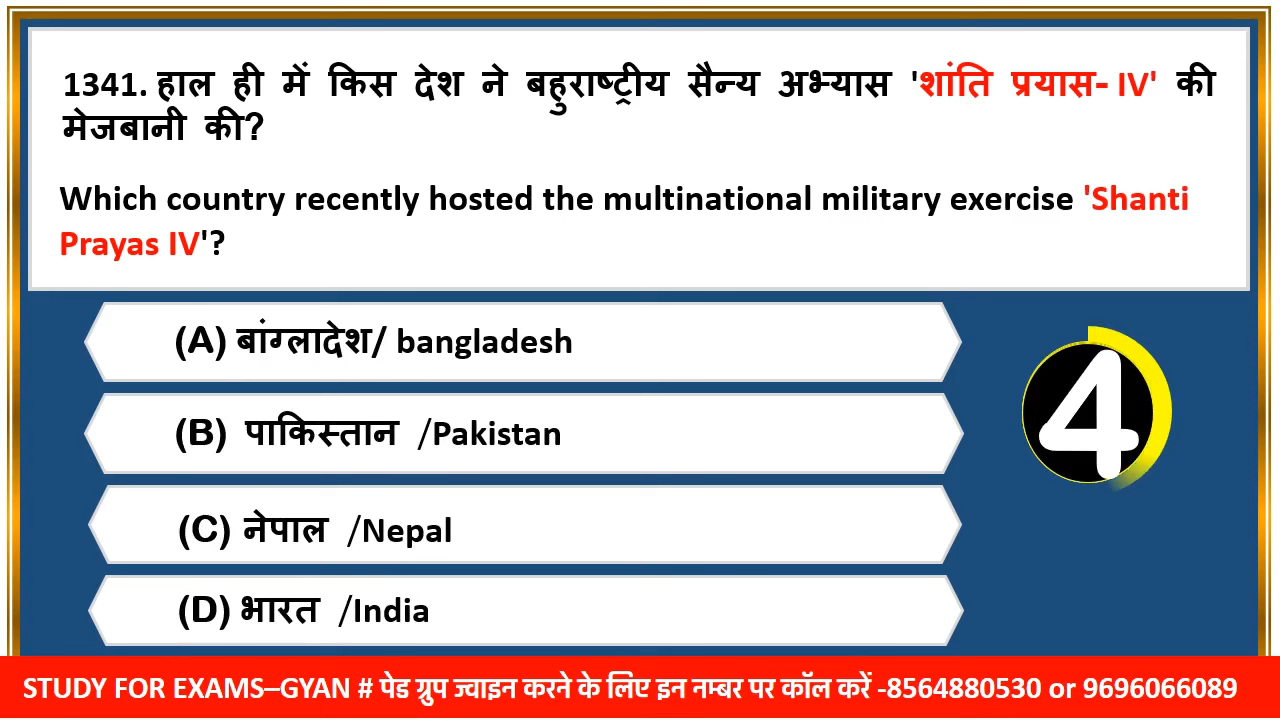 1341. हाल ही में किस देश ने बहुराष्ट्रीय सैन्य अभ्यास 'शांति प्रयास- IV' की
मेजबानी की?
Which country recently hosted the multinational military exercise 'Shanti
Prayas IV'?
(A) बांग्लादेश/ bangladesh
(B) पाकिस्तान /Pakistan
4
(C) नेपाल /Nepal
(D) भारत /India
STUDY FOR EXAMS–GYAN # पेड ग्रुप ज्वाइन करने के लिए इन नम्बर पर कॉल करें -8564880530 or 9696066089